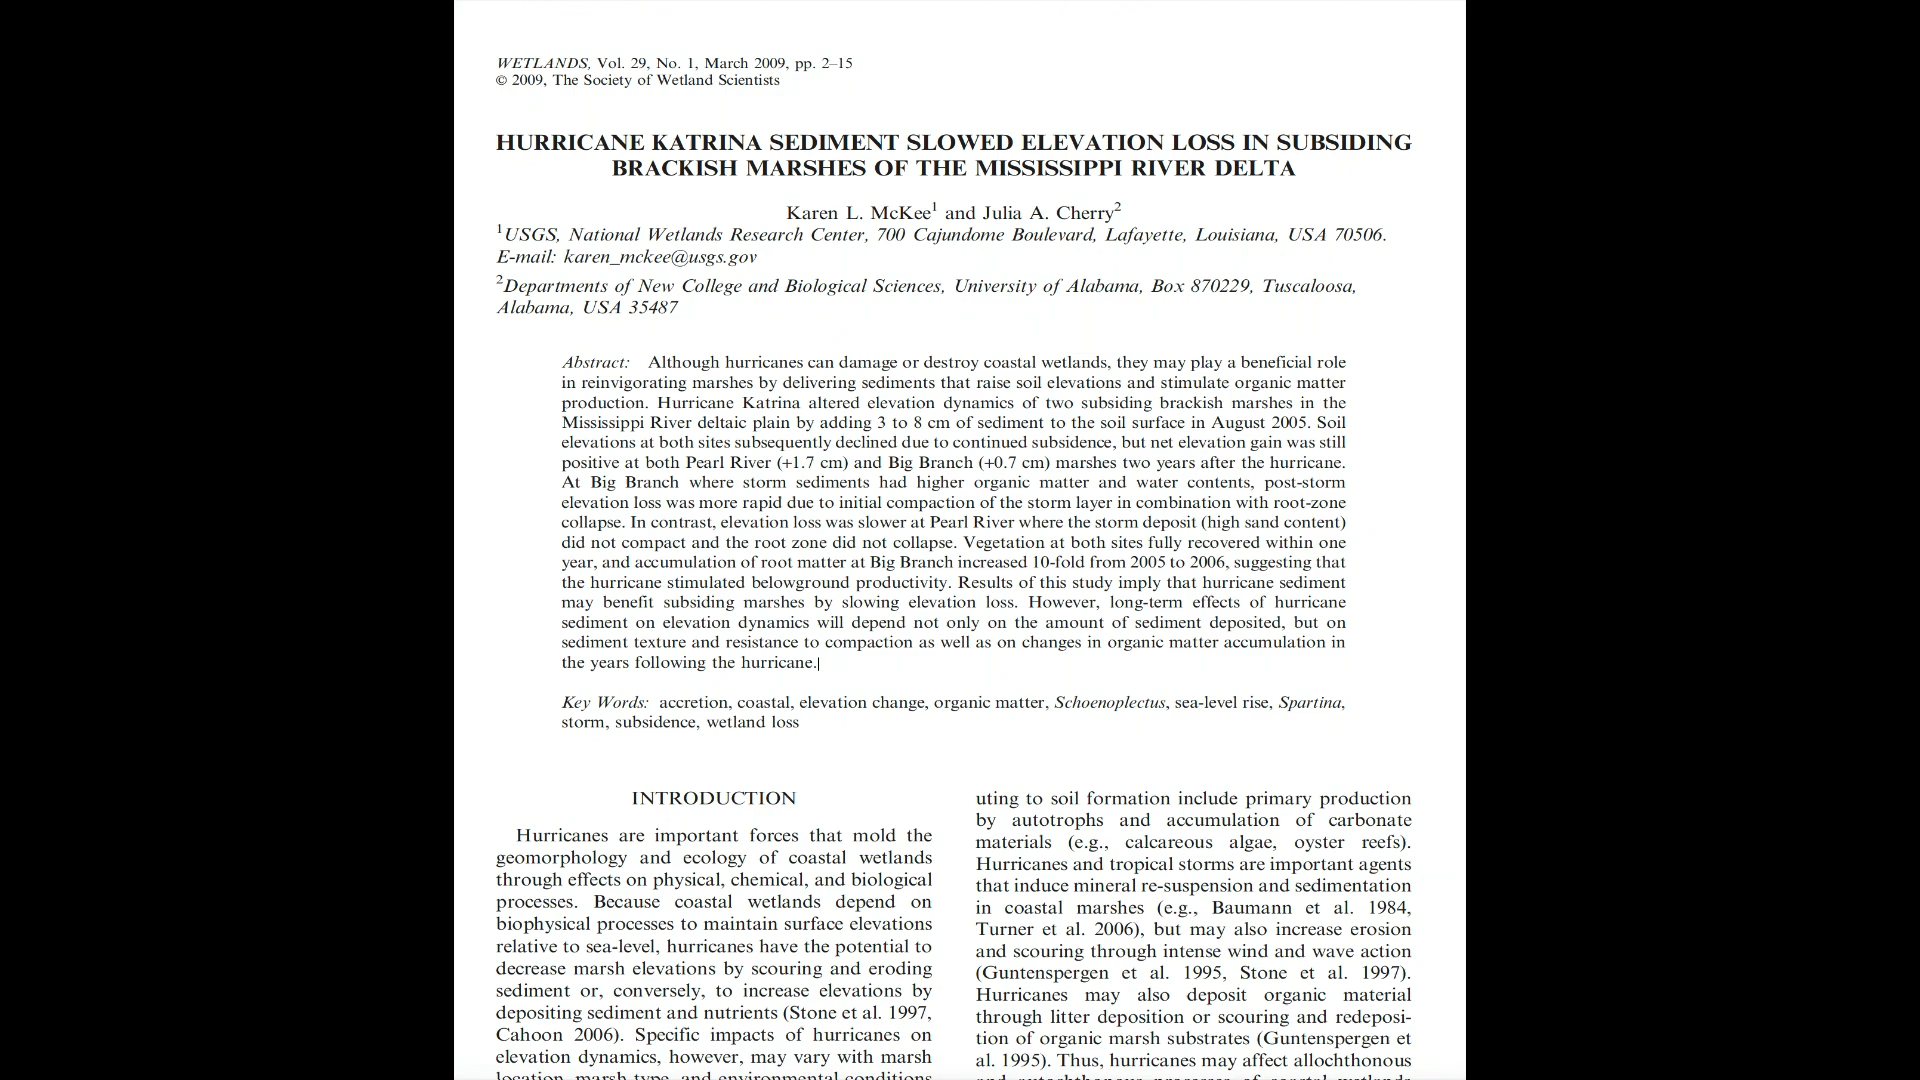 WETLANDS, Vol. 29, No. 1, March 2009, pp. 2–15
© 2009, The Society of Wetland Scientists
HURRICANE KATRINA SEDIMENT SLOWED ELEVATION LOSS IN SUBSIDING
BRACKISH MARSHES OF THE MISSISSIPPI RIVER DELTA
Karen L. McKee1 and Julia A. Cherry2
1USGS, National Wetlands Research Center, 700 Cajundome Boulevard, Lafayette, Louisiana, USA 70506.
E-mail: karen_mckee@usgs.gov
2Departments of New College and Biological Sciences, University of Alabama, Box 870229, Tuscaloosa,
Alabama, USA 35487
Abstract: Although hurricanes can damage or destroy coastal wetlands, they may play a beneficial role
in reinvigorating marshes by delivering sediments that raise soil elevations and stimulate organic matter
production. Hurricane Katrina altered elevation dynamics of two subsiding brackish marshes in the
Mississippi River deltaic plain by adding 3 to 8 cm of sediment to the soil surface in August 2005. Soil
elevations at both sites subsequently declined due to continued subsidence, but net elevation gain was still
positive at both Pearl River (+1.7 cm) and Big Branch (+0.7 cm) marshes two years after the hurricane.
At Big Branch where storm sediments had higher organic matter and water contents, post-storm
elevation loss was more rapid due to initial compaction of the storm layer in combination with root-zone
collapse. In contrast, elevation loss was slower at Pearl River where the storm deposit (high sand content)
did not compact and the root zone did not collapse. Vegetation at both sites fully recovered within one
year, and accumulation of root matter at Big Branch increased 10-fold from 2005 to 2006, suggesting that
the hurricane stimulated belowground productivity. Results of this study imply that hurricane sediment
may benefit subsiding marshes by slowing elevation loss. However, long-term effects of hurricane
sediment on elevation dynamics will depend not only on the amount of sediment deposited, but on
sediment texture and resistance to compaction as well as on changes in organic matter accumulation in
the years following the hurricane.
Key Words: accretion, coastal, elevation change, organic matter, Schoenoplectus, sea-level rise, Spartina,
storm, subsidence, wetland loss
INTRODUCTION
Hurricanes are important forces that mold the
geomorphology and ecology of coastal wetlands
through effects on physical, chemical, and biological
processes. Because coastal wetlands depend on
biophysical processes to maintain surface elevations
relative to sea-level, hurricanes have the potential to
decrease marsh elevations by scouring and eroding
sediment or, conversely, to increase elevations by
depositing sediment and nutrients (Stone et al. 1997,
Cahoon 2006). Specific impacts of hurricanes on
elevation dynamics, however, may vary with marsh
location, marsh type, and environmental conditions
uting to soil formation include primary production
by autotrophs and accumulation of carbonate
materials (e.g., calcareous algae, oyster reefs).
Hurricanes and tropical storms are important agents
that induce mineral re-suspension and sedimentation
in coastal marshes (e.g., Baumann et al. 1984,
Turner et al. 2006), but may also increase erosion
and scouring through intense wind and wave action
(Guntenspergen et al. 1995, Stone et al. 1997).
Hurricanes may also deposit organic material
through litter deposition or scouring and redeposi-
tion of organic marsh substrates (Guntenspergen et
al. 1995). Thus, hurricanes may affect allochthonous